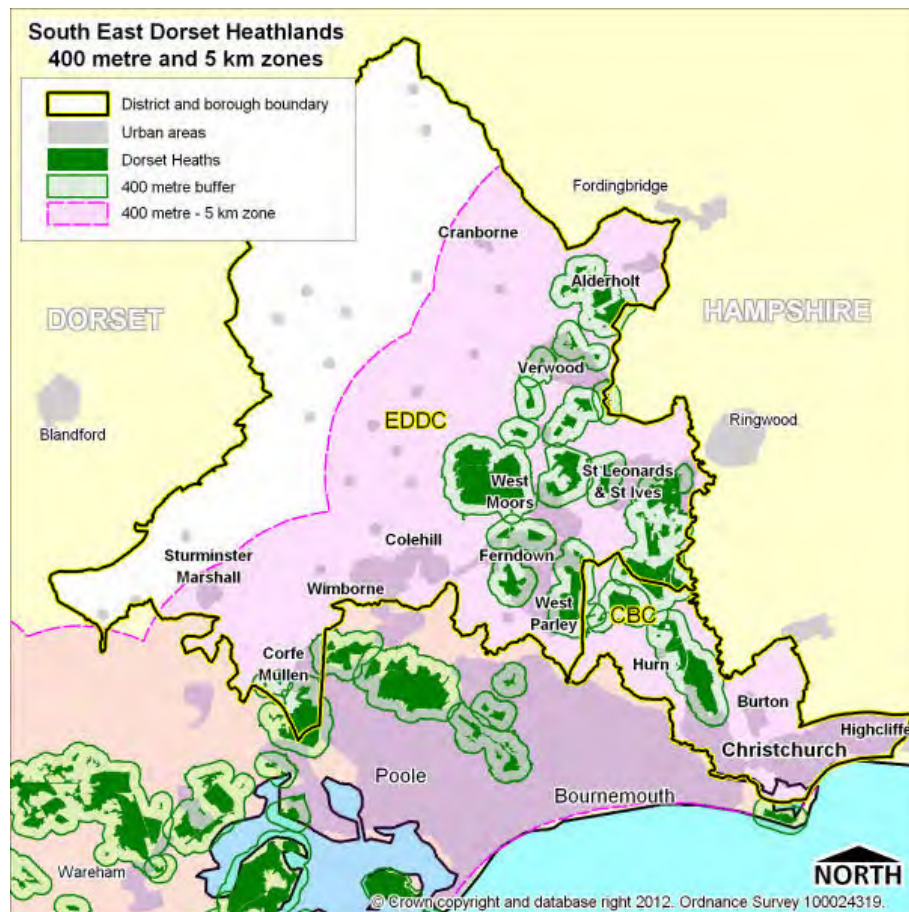 South East Dorset Heathlands
400 metre and 5 km zones
District and borough boundary
Urban areas
Dorset Heaths
400 metre buffer
400 metre - 5 km zone
Fordingbridge
Cranborne
Alderholt
DORSET
HAMPSHIRE
Verwood
Blandford
EDDC
Ringwood
St Leonards
& St Ives
West
Moors
Colehill
Sturminster
Marshall
Ferndown
Wimborne
West
Parley
CBC
Corfe
Mullen
Hurn
Burton
Highcliffe
Christchurch
Poole
Bournemouth
Wareham
NORTH
© Crown copyright and database right 2012. Ordnance Survey 100024319.